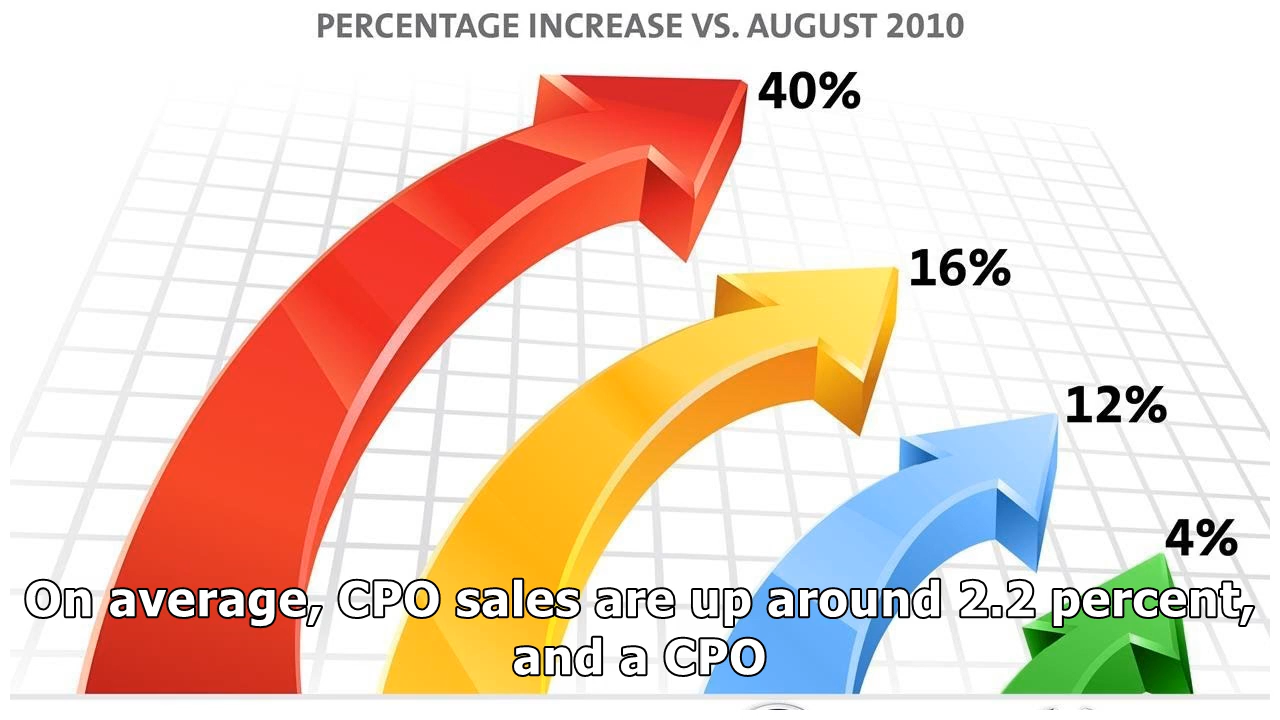 PERCENTAGE INCREASE VS. AUGUST 2010
40%
16%
12%
4%
On average, CPO sales are up around 2.2 percent,
and a CPO